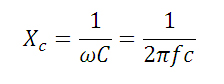 X_c = 1/ωC = 1/2πfc